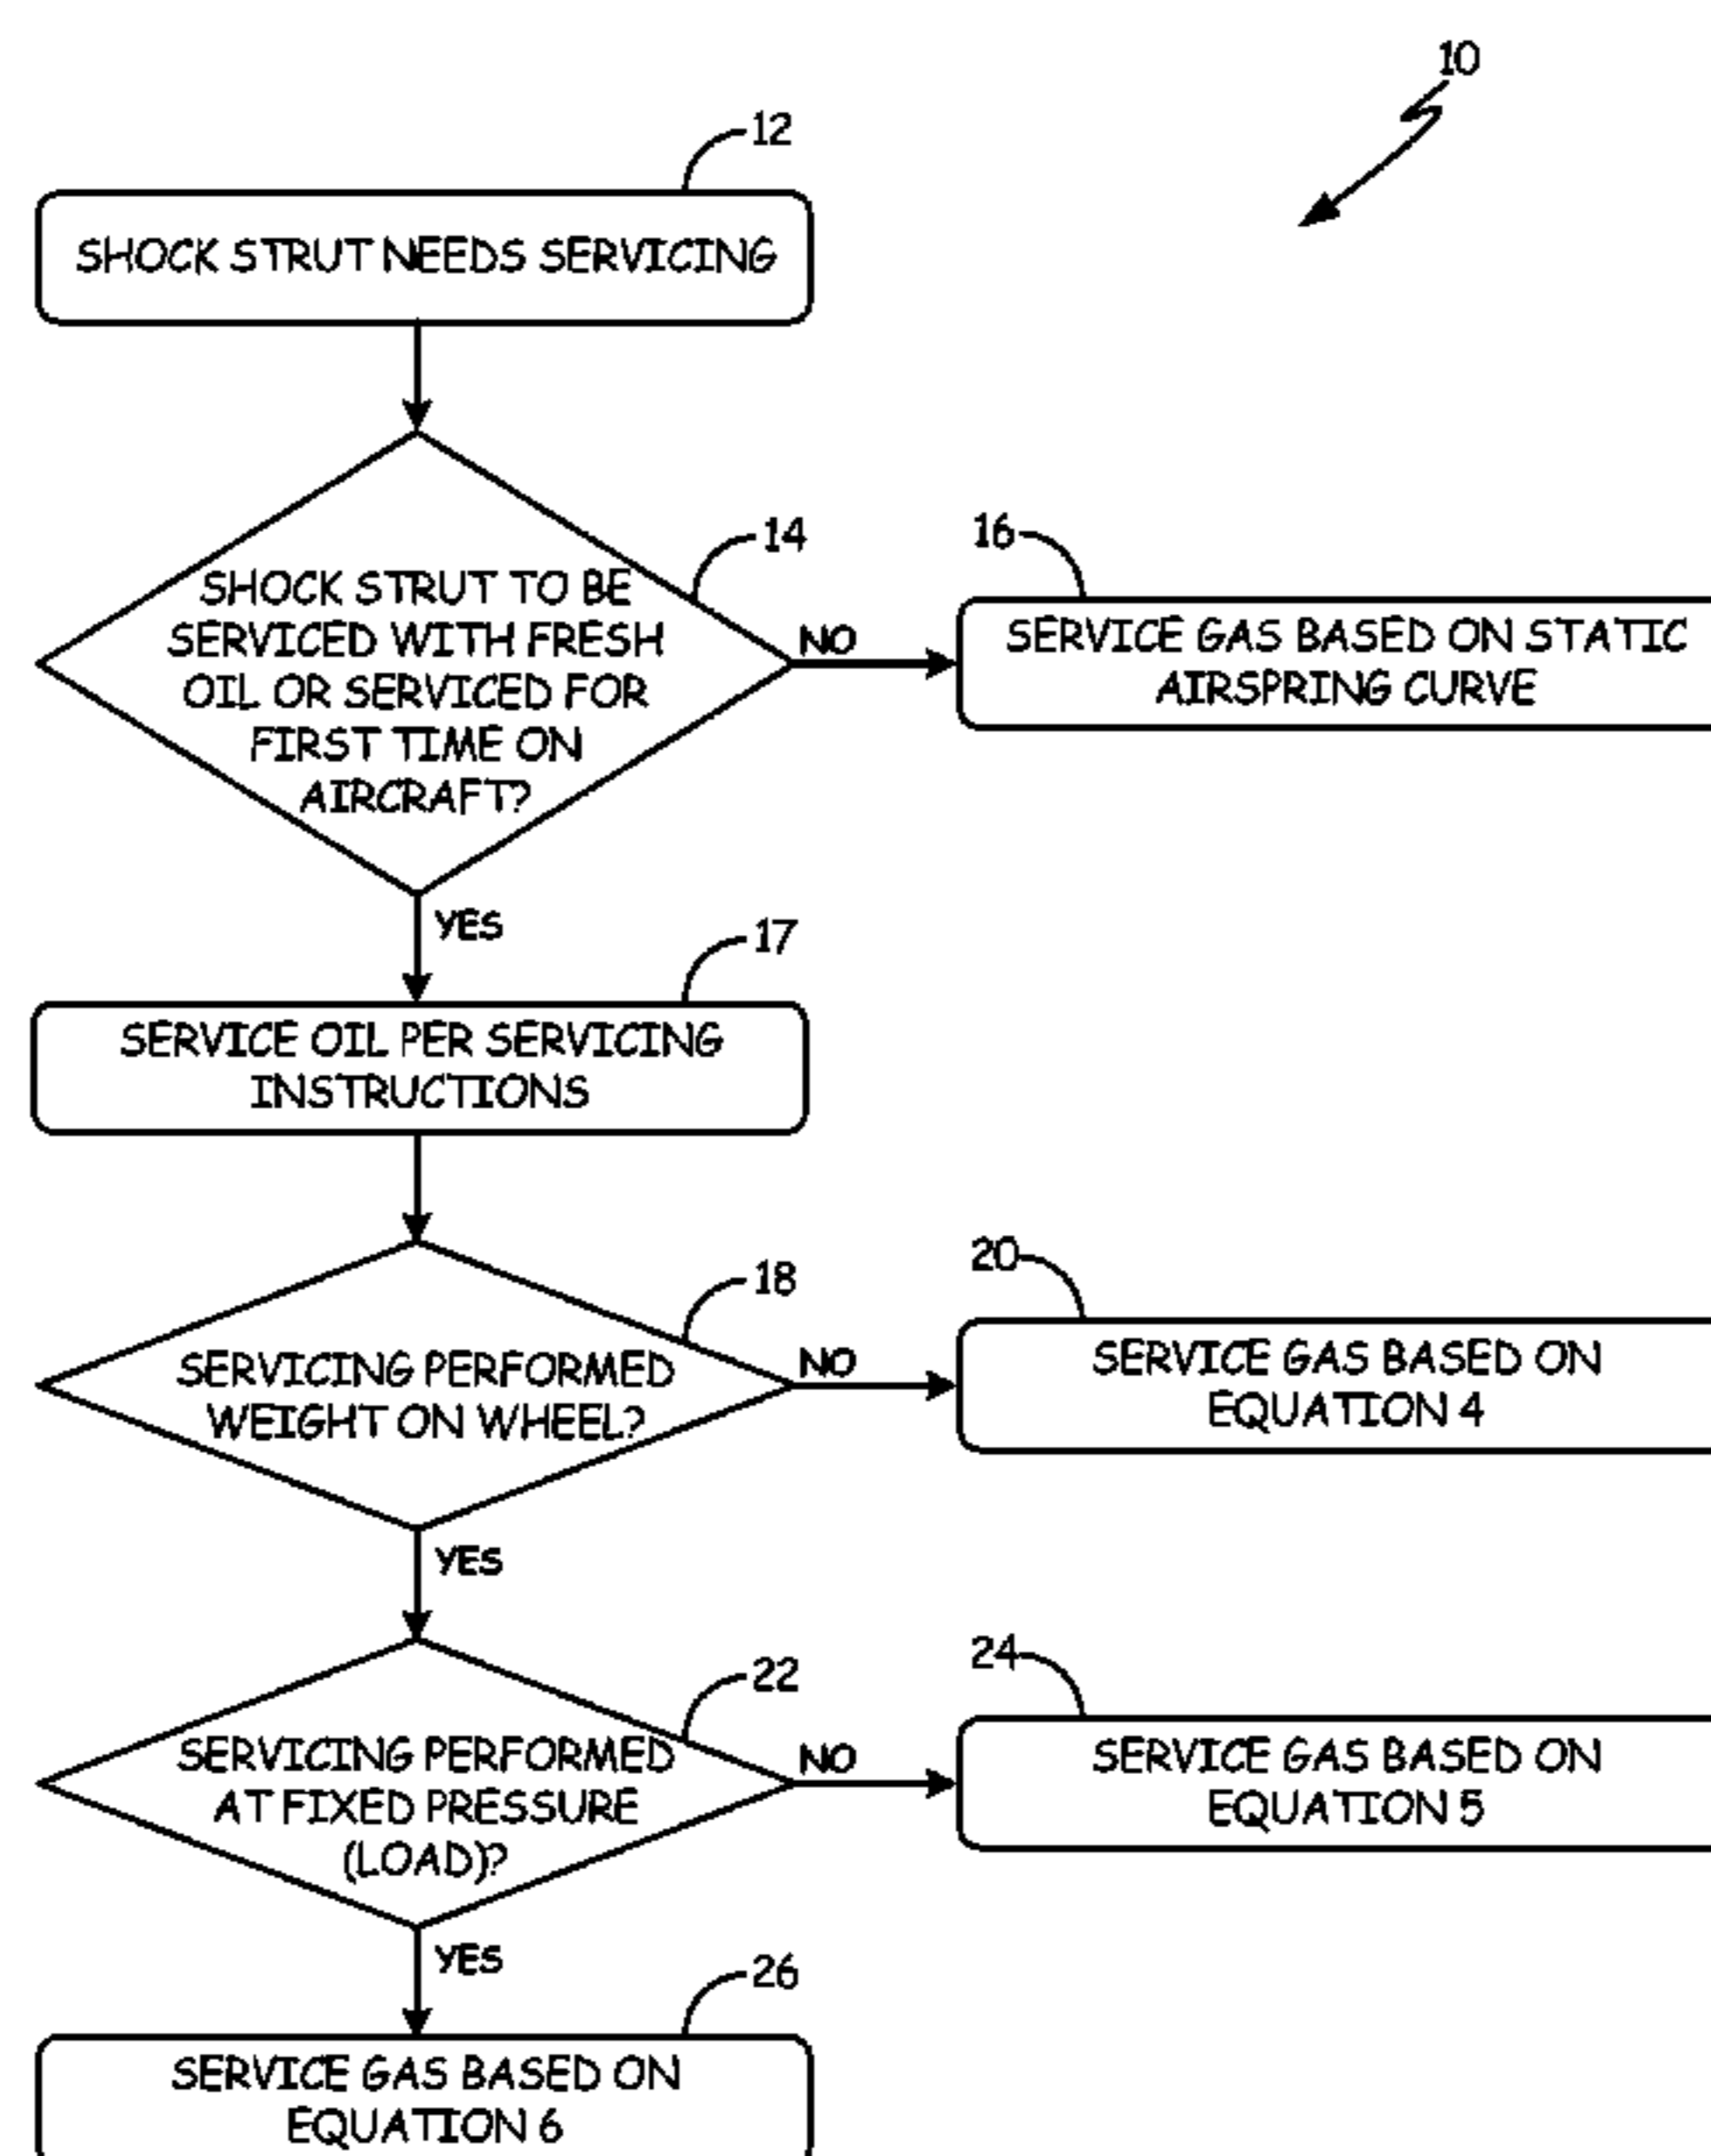 10
12
SHOCK STRUT NEEDS SERVICING
14
SHOCK STRUT TO BE
SERVICED WITH FRESH
OIL OR SERVICED FOR
FIRST TIME ON
AIRCRAFT?
NO
16
SERVICE GAS BASED ON STATIC
AIRSPRING CURVE
YES
17
SERVICE OIL PER SERVICING
INSTRUCTIONS
18
SERVICING PERFORMED
WEIGHT ON WHEEL?
NO
20
SERVICE GAS BASED ON
EQUATION 4
YES
22
SERVICING PERFORMED
AT FIXED PRESSURE
(LOAD)?
NO
24
SERVICE GAS BASED ON
EQUATION 5
YES
26
SERVICE GAS BASED ON
EQUATION 6